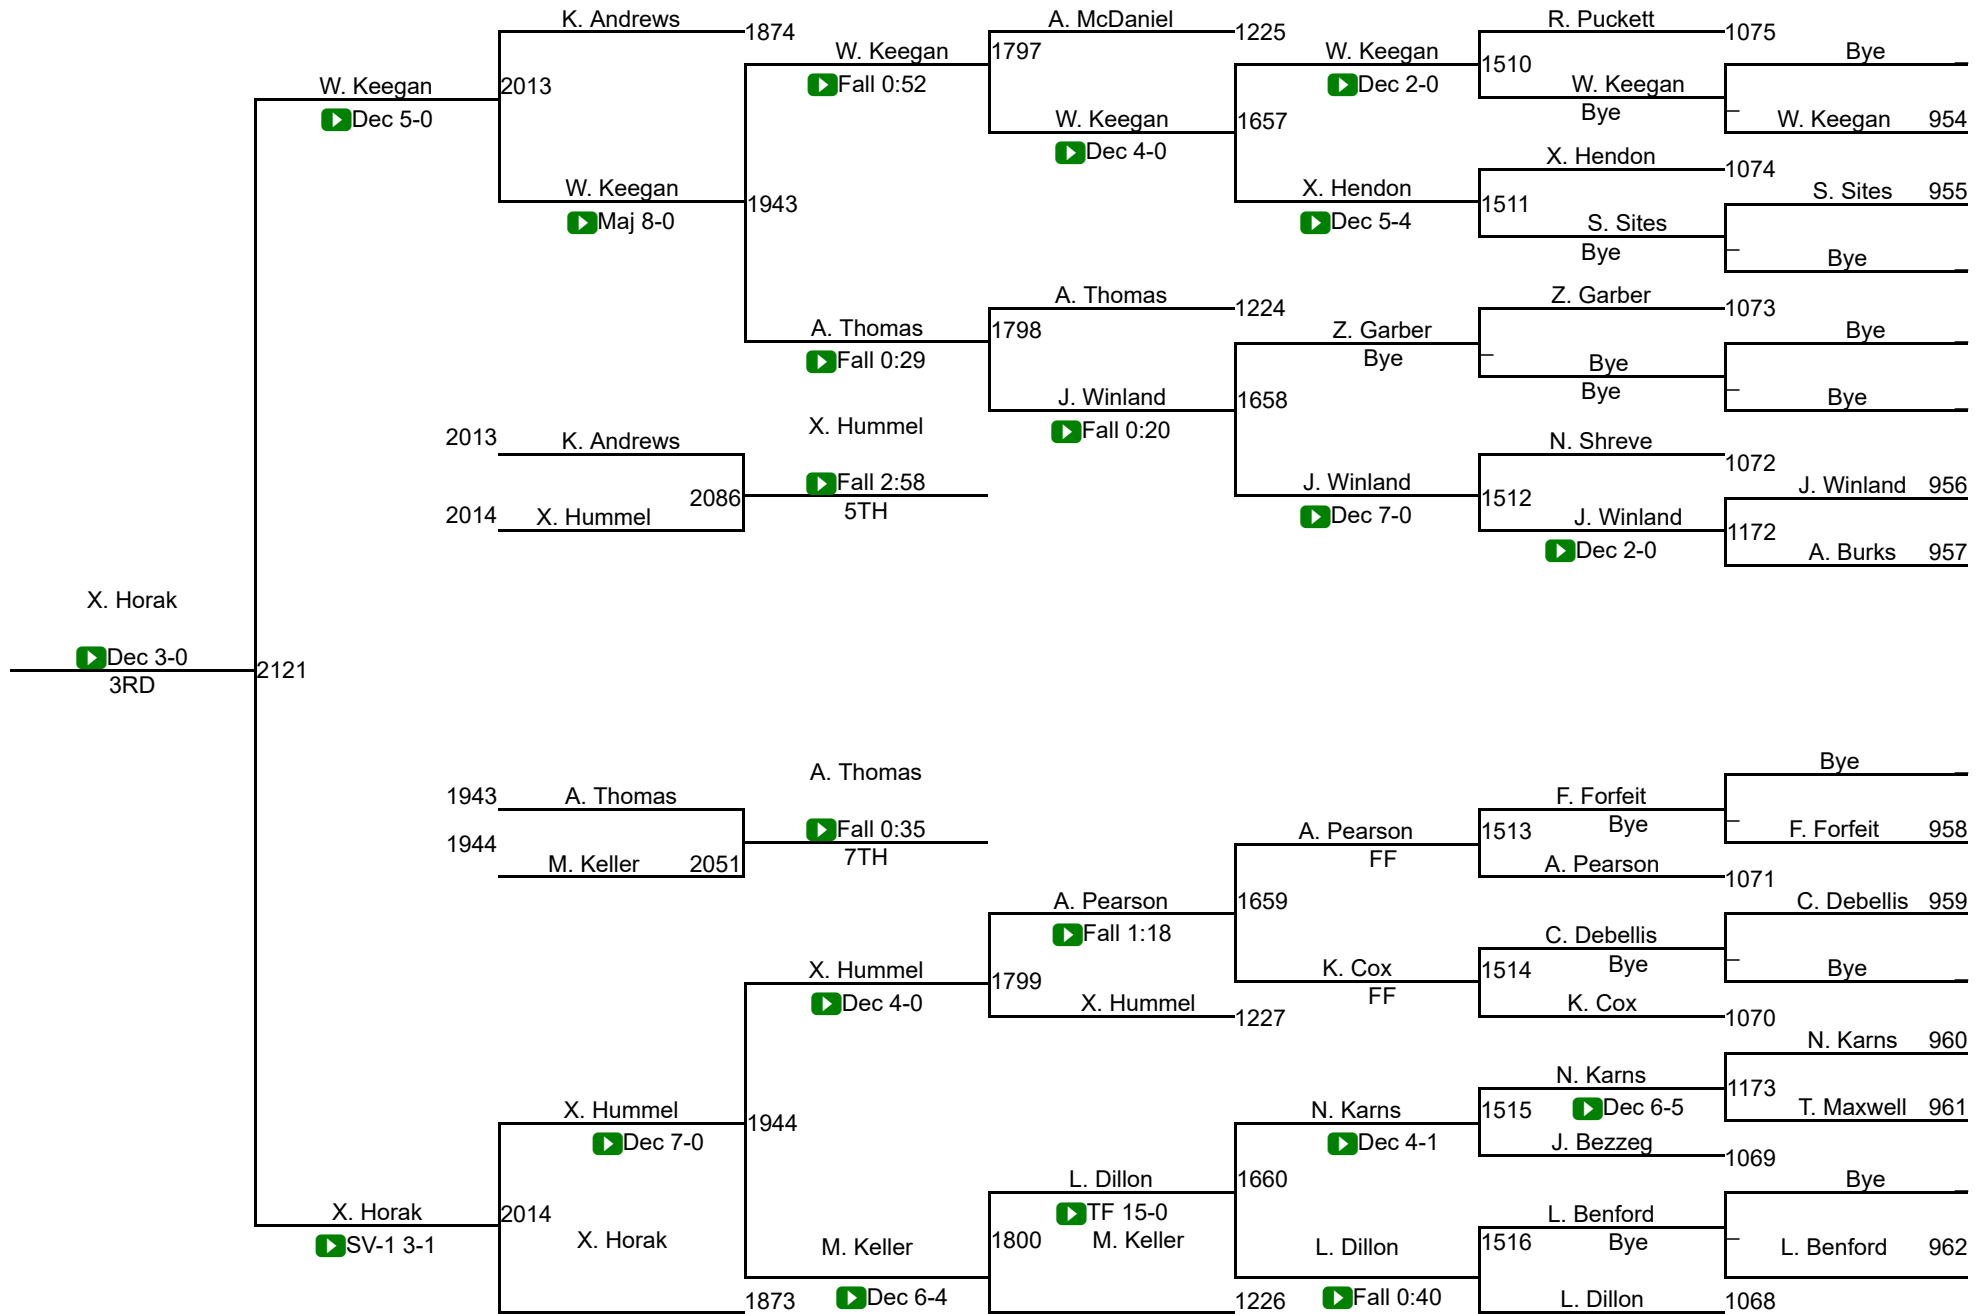 K. Andrews
A. McDaniel
R. Puckett
1874
1225
1075
W. Keegan
1797
W. Keegan
1510
Bye
W. Keegan
2013
Fall 0:52
Dec 2-0
W. Keegan
Dec 5-0
W. Keegan
1657
Bye
W. Keegan 954
Dec 4-0
X. Hendon
1074
W. Keegan
1943
X. Hendon
1511
S. Sites 955
Maj 8-0
Dec 5-4
S. Sites
Bye
Bye
A. Thomas
1224
Z. Garber
1073
A. Thomas
1798
Z. Garber
Bye
Fall 0:29
Bye
Bye
Bye
J. Winland
1658
Bye
X. Hummel
Fall 0:20
2013
K. Andrews
N. Shreve
1072
Fall 2:58
J. Winland
1512
J. Winland 956
2014
X. Hummel
2086
5TH
Dec 7-0
J. Winland
1172
Dec 2-0
A. Burks 957
X. Horak
Dec 3-0
2121
3RD
A. Thomas
Bye
1943
A. Thomas
F. Forfeit
Fall 0:35
A. Pearson
1513
Bye
F. Forfeit 958
1944
7TH
FF
M. Keller
2051
A. Pearson
1071
A. Pearson
1659
C. Debellis 959
Fall 1:18
C. Debellis
X. Hummel
1799
K. Cox
1514
Bye
Bye
Dec 4-0
X. Hummel
1227
FF
K. Cox
1070
N. Karns 960
N. Karns
1173
X. Hummel
1944
N. Karns
1515
Dec 6-5
T. Maxwell 961
Dec 7-0
Dec 4-1
J. Bezzeg
1069
L. Dillon
1660
Bye
X. Horak
2014
TF 15-0
L. Benford
SV-1 3-1
X. Horak
M. Keller
1800
M. Keller
L. Dillon
1516
Bye
L. Benford 962
1873
Dec 6-4
1226
Fall 0:40
L. Dillon
1068